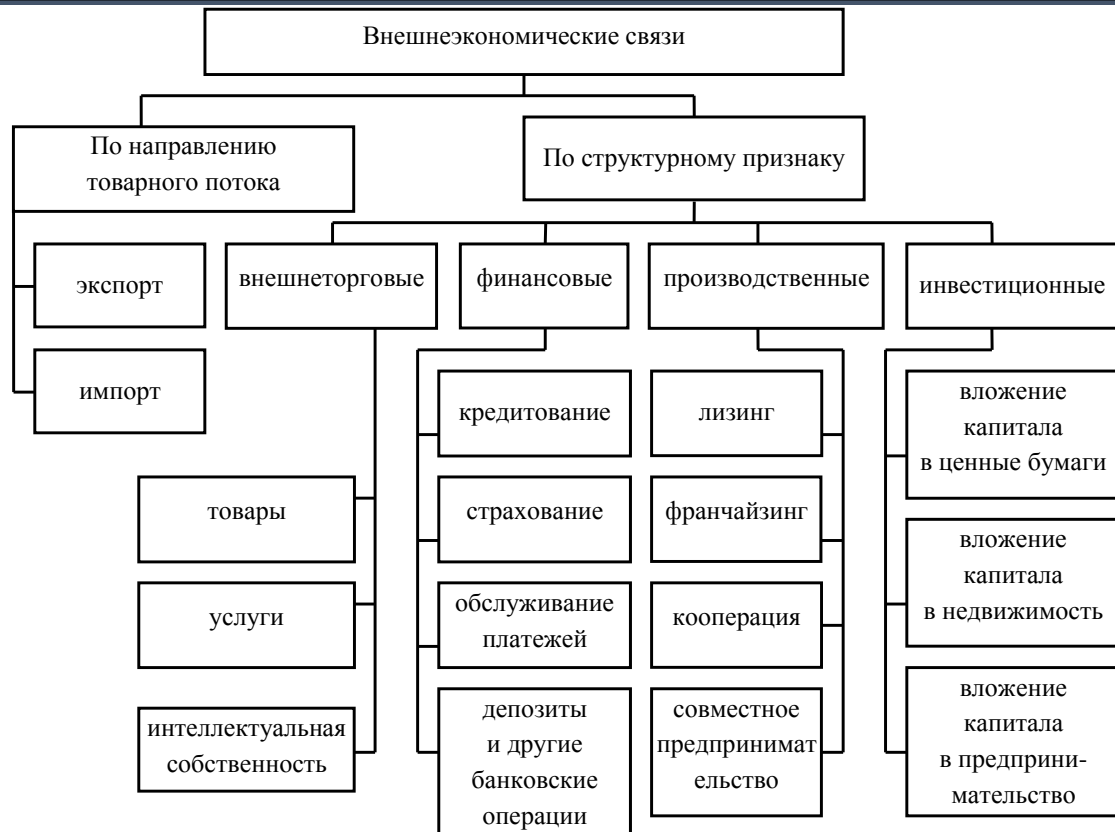 Внешнеэкономические связи
По направлению
товарного потока
По структурному признаку
экспорт
импорт
внешнеторговые
финансовые
производственные
инвестиционные
товары
услуги
интеллектуальная
собственность
кредитование
страхование
обслуживание
платежей
депозиты
и другие
банковские
операции
лизинг
франчайзинг
кооперация
совместное
предпринимат
ельство
вложение
капитала
в ценные бумаги
вложение
капитала
в недвижимость
вложение
капитала
в предприни-
мательство